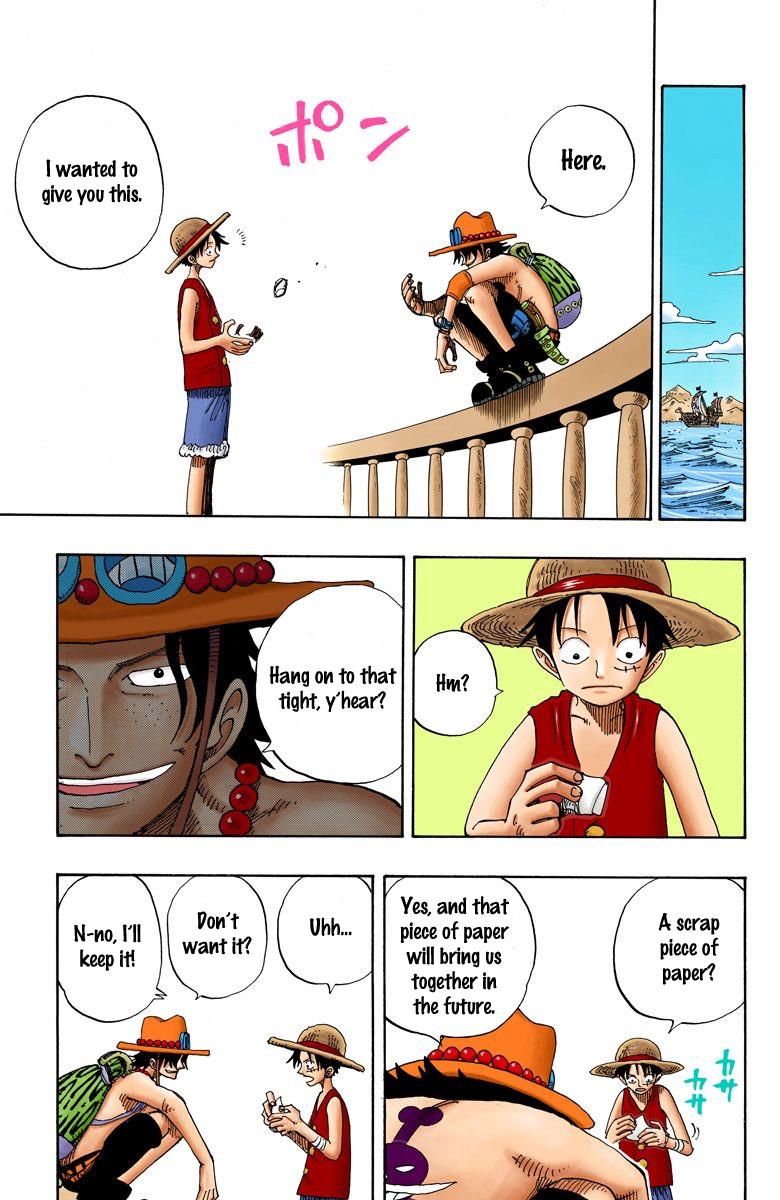 Here.
ポン
I wanted to
give you this.
Hm?
Hang on to that
tight, y'hear?
A scrap
piece of
paper?
カサ
カサ
Yes, and that
piece of paper
will bring us
together in
the future.
Uhh...
Don't
want it?
N-no, I'll
keep it!